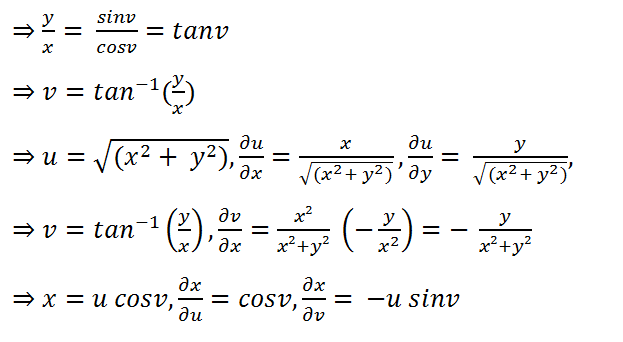 ⇒ y/x = sinv/cosv = tanv
⇒ v = tan⁻¹(y/x)
⇒ u = √((x² + y²)), ∂u/∂x = x/√((x² + y²)), ∂u/∂y = y/√((x² + y²)),
⇒ v = tan⁻¹(y/x), ∂v/∂x = x²/(x²+y²) (−y/x²) = − y/(x²+y²)
⇒ x = u cosv, ∂x/∂u = cosv, ∂x/∂v = −u sinv